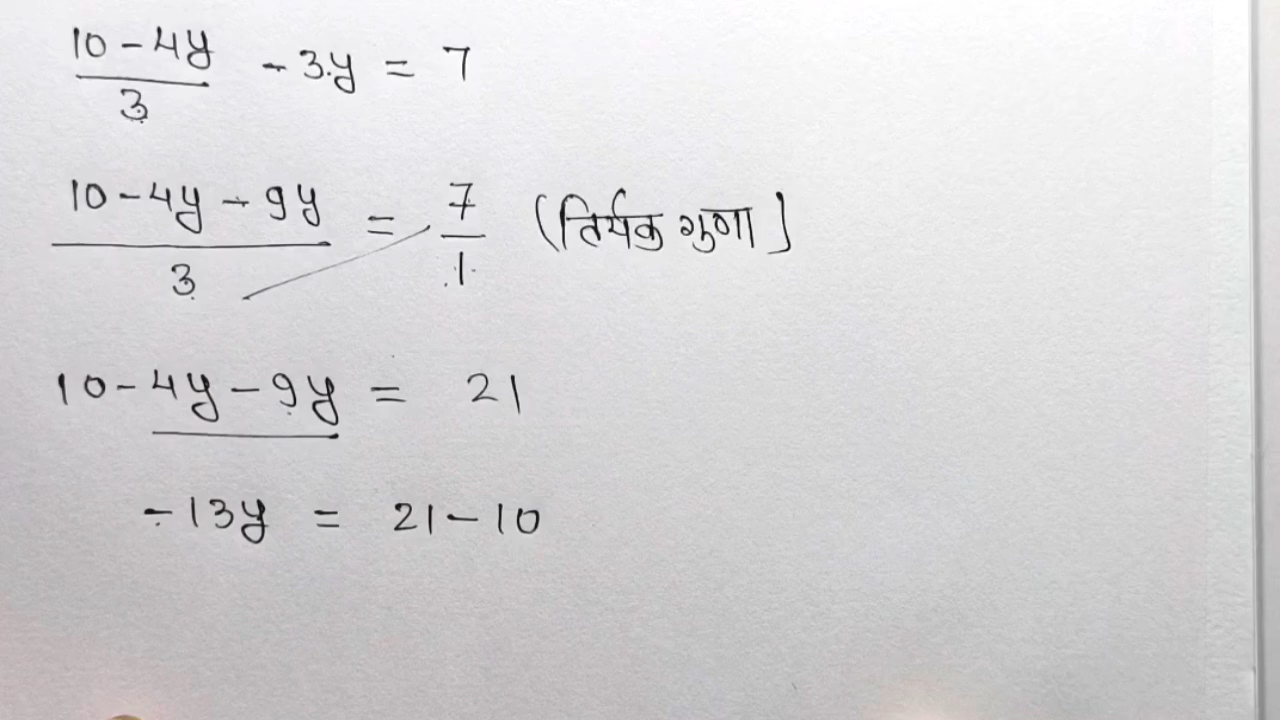 10-4y/3 - 3y = 7
10-4y-9y/3 = 7/1 (तिर्यक गुणा)
10-4y-9y = 21
-13y = 21-10